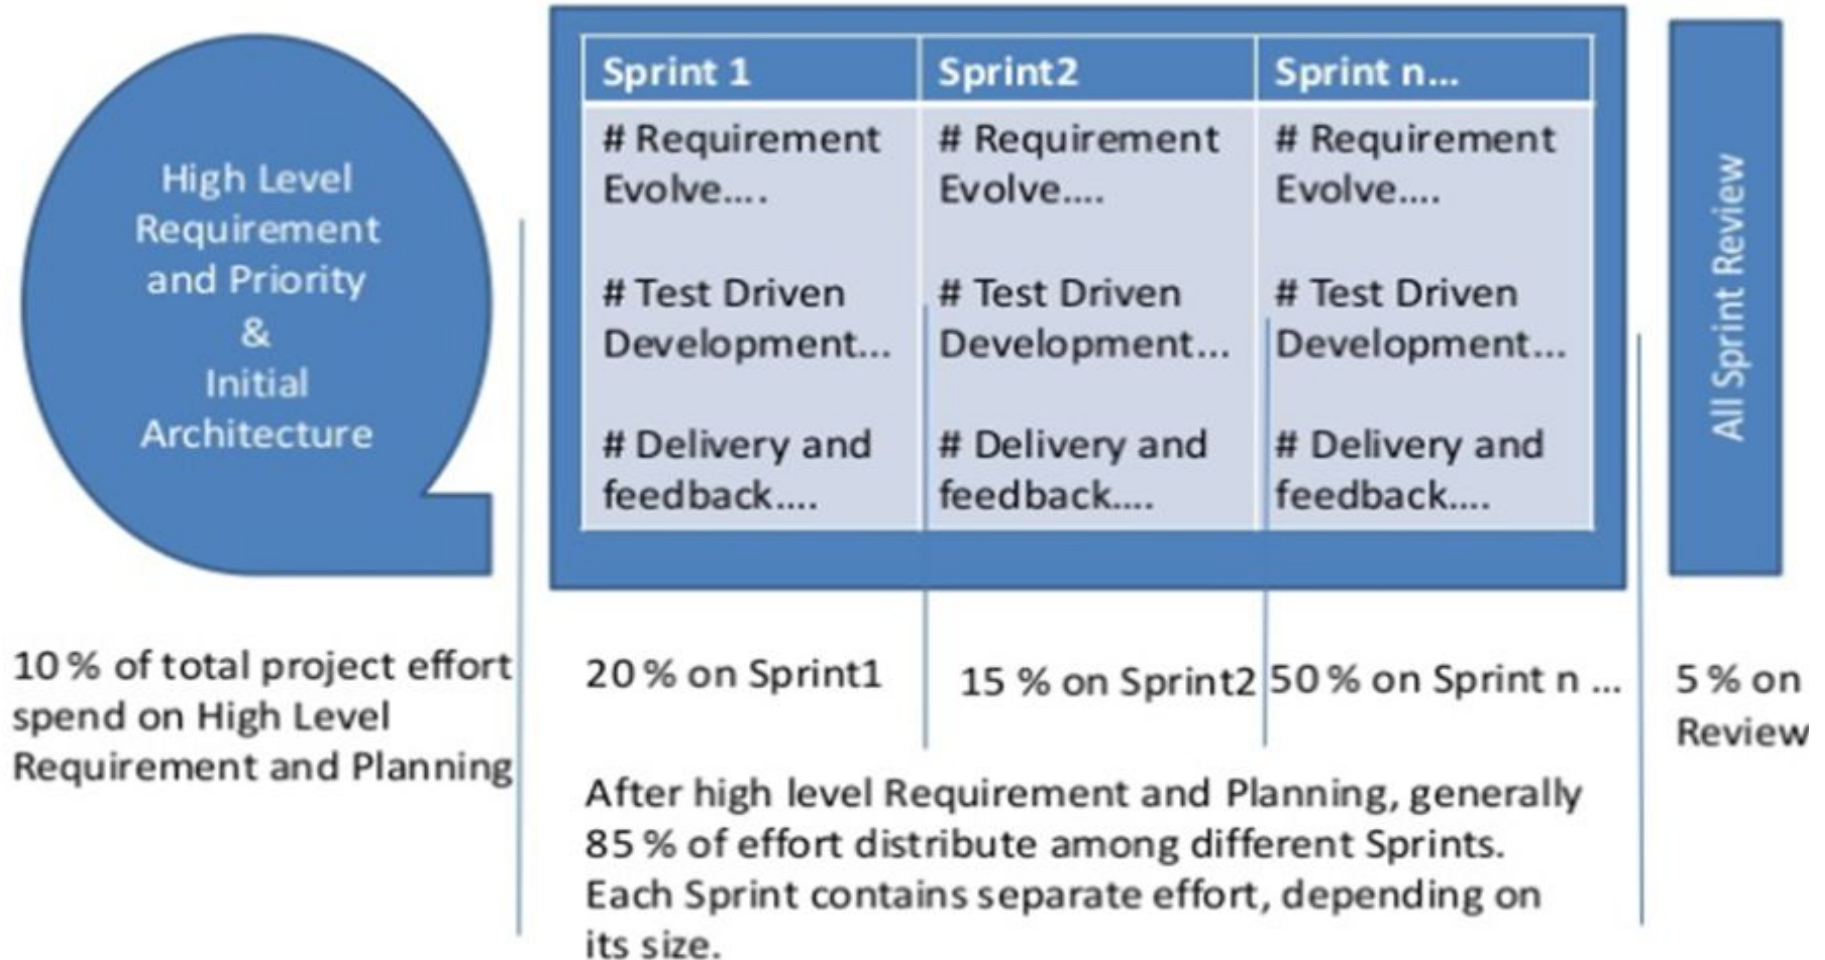 High Level
Requirement
and Priority
&
Initial
Architecture
Sprint 1
# Requirement
Evolve....
# Test Driven
Development...
# Delivery and
feedback....
Sprint2
# Requirement
Evolve....
# Test Driven
Development...
# Delivery and
feedback....
Sprint n...
# Requirement
Evolve....
# Test Driven
Development...
# Delivery and
feedback....
All Sprint Review
10 % of total project effort
spend on High Level
Requirement and Planning
20 % on Sprint1
15 % on Sprint2
50 % on Sprint n ...
5 % on
Review
After high level Requirement and Planning, generally
85 % of effort distribute among different Sprints.
Each Sprint contains separate effort, depending on
its size.